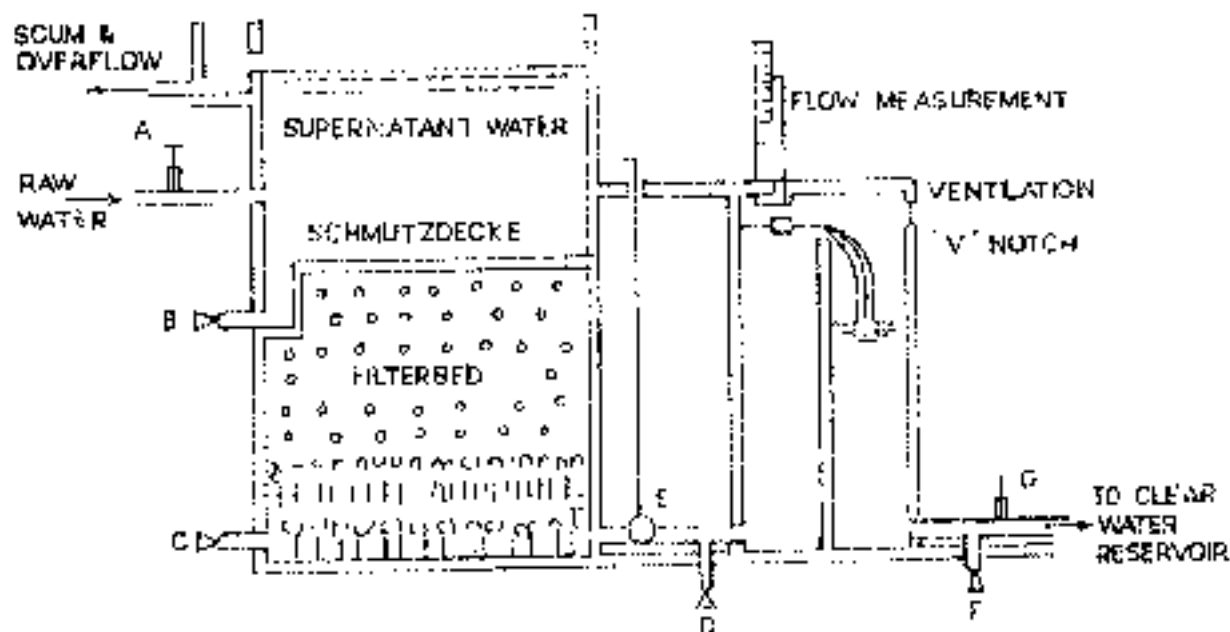 SCUM &
OVERFLOW
A
SUPERNATANT WATER
FLOW MEASUREMENT
RAW
WATER
VENTILATION
SCHMUTZDECKE
"V" NOTCH
B
FILTERBED
E
G
TO CLEAR
WATER
RESERVOIR
C
D
F